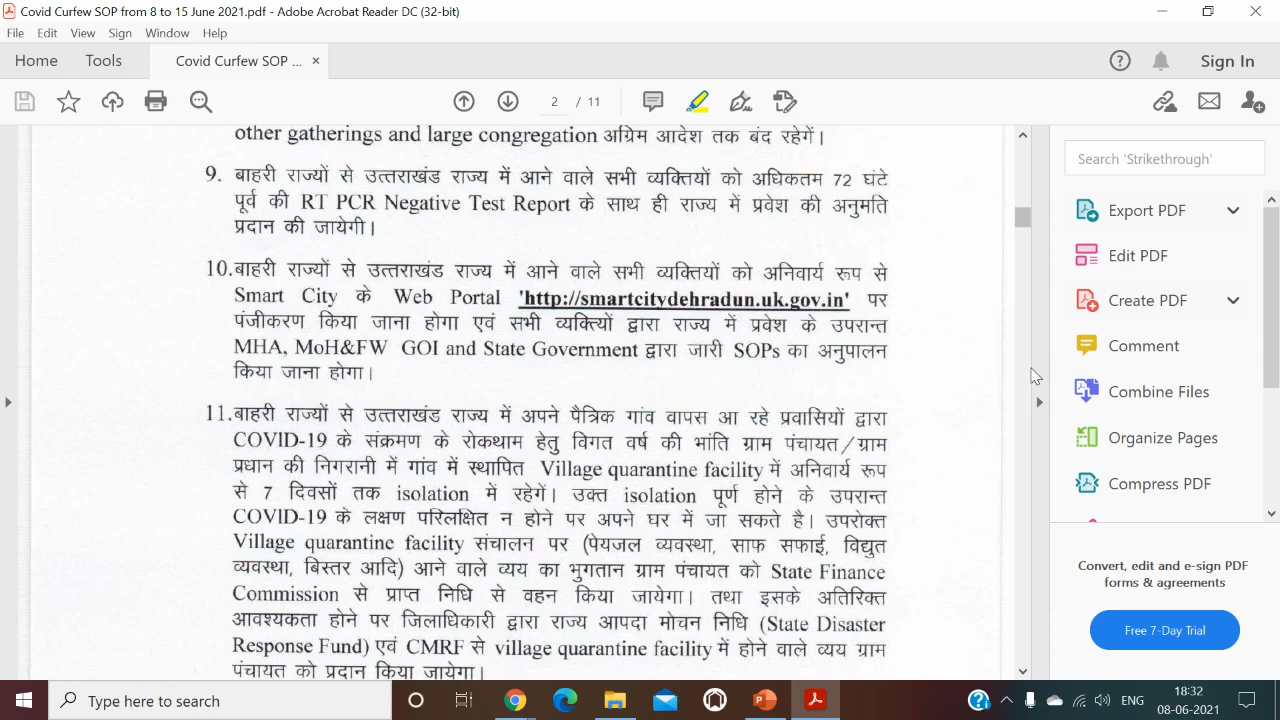 Covid Curfew SOP from 8 to 15 June 2021.pdf - Adobe Acrobat Reader DC (32-bit)
File Edit View Sign Window Help
Home Tools Covid Curfew SOP ... × Sign In
2 / 11
other gatherings and large congregation अग्रिम आदेश तक बंद रहेगें।
9. बाहरी राज्यों से उत्तराखंड राज्य में आने वाले सभी व्यक्तियों को अधिकतम 72 घंटे
पूर्व की RT PCR Negative Test Report के साथ ही राज्य में प्रवेश की अनुमति
प्रदान की जायेगी।
10. बाहरी राज्यों से उत्तराखंड राज्य में आने वाले सभी व्यक्तियों को अनिवार्य रूप से
Smart City के Web Portal 'http://smartcitydehradun.uk.gov.in' पर
पंजीकरण किया जाना होगा एवं सभी व्यक्तियों द्वारा राज्य में प्रवेश के उपरान्त
MHA, MoH&FW GOI and State Government द्वारा जारी SOPs का अनुपालन
किया जाना होगा।
11. बाहरी राज्यों से उत्तराखंड राज्य में अपने पैत्रिक गांव वापस आ रहे प्रवासियों द्वारा
COVID-19 के संक्रमण के रोकथाम हेतु विगत वर्ष की भांति ग्राम पंचायत/ग्राम
प्रधान की निगरानी में गांव में स्थापित Village quarantine facility में अनिवार्य रूप
से 7 दिवसों तक isolation में रहेगें। उक्त isolation पूर्ण होने के उपरान्त
COVID-19 के लक्षण परिलक्षित न होने पर अपने घर में जा सकते है। उपरोक्त
Village quarantine facility संचालन पर (पेयजल व्यवस्था, साफ सफाई, विद्युत
व्यवस्था, बिस्तर आदि) आने वाले व्यय का भुगतान ग्राम पंचायत को State Finance
Commission से प्राप्त निधि से वहन किया जायेगा। तथा इसके अतिरिक्त
आवश्यकता होने पर जिलाधिकारी द्वारा राज्य आपदा मोचन निधि (State Disaster
Response Fund) एवं CMRF से village quarantine facility में होने वाले व्यय ग्राम
पंचायत को प्रदान किया जायेगा।
Search 'Strikethrough'
Export PDF
Edit PDF
Create PDF
Comment
Combine Files
Organize Pages
Compress PDF
Convert, edit and e-sign PDF
forms & agreements
Free 7-Day Trial
Type here to search
ENG
18:32
08-06-2021